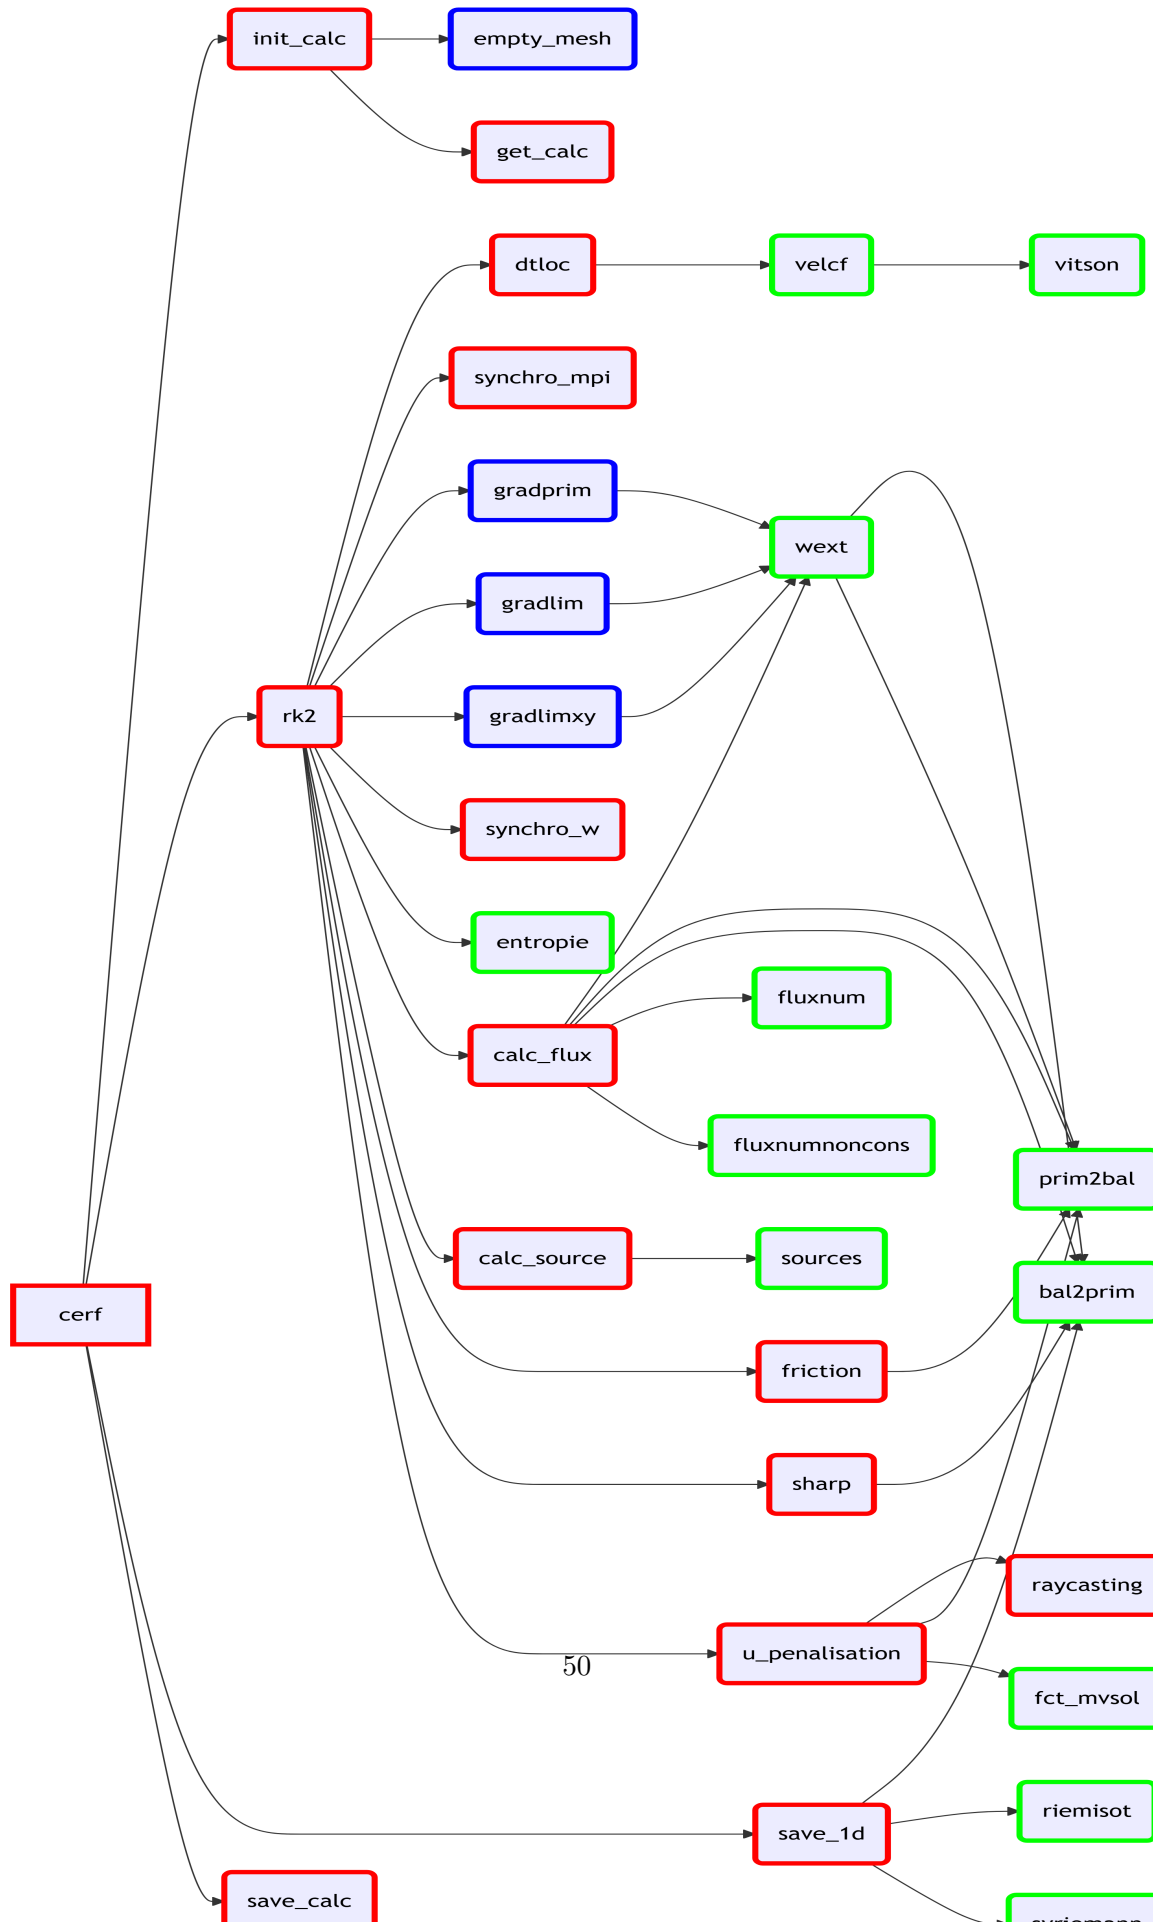 init_calc
empty_mesh
get_calc
dtloc
velcf
vitson
synchro_mpi
gradprim
wext
gradlim
rk2
gradlimxy
synchro_w
entropie
fluxnum
calc_flux
fluxnumnoncons
prim2bal
calc_source
sources
bal2prim
cerf
friction
sharp
raycasting
u_penalisation
50
fct_mvsol
riemisot
save_1d
save_calc